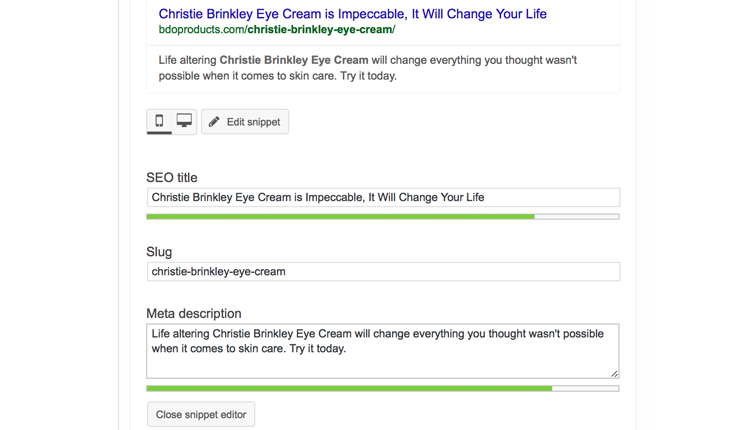 Christie Brinkley Eye Cream is Impeccable, It Will Change Your Life
bdoproducts.com/christie-brinkley-eye-cream/
Life altering Christie Brinkley Eye Cream will change everything you thought wasn't
possible when it comes to skin care. Try it today.
Edit snippet
SEO title
Christie Brinkley Eye Cream is Impeccable, It Will Change Your Life
Slug
christie-brinkley-eye-cream
Meta description
Life altering Christie Brinkley Eye Cream will change everything you thought wasn't possible
when it comes to skin care. Try it today.
Close snippet editor